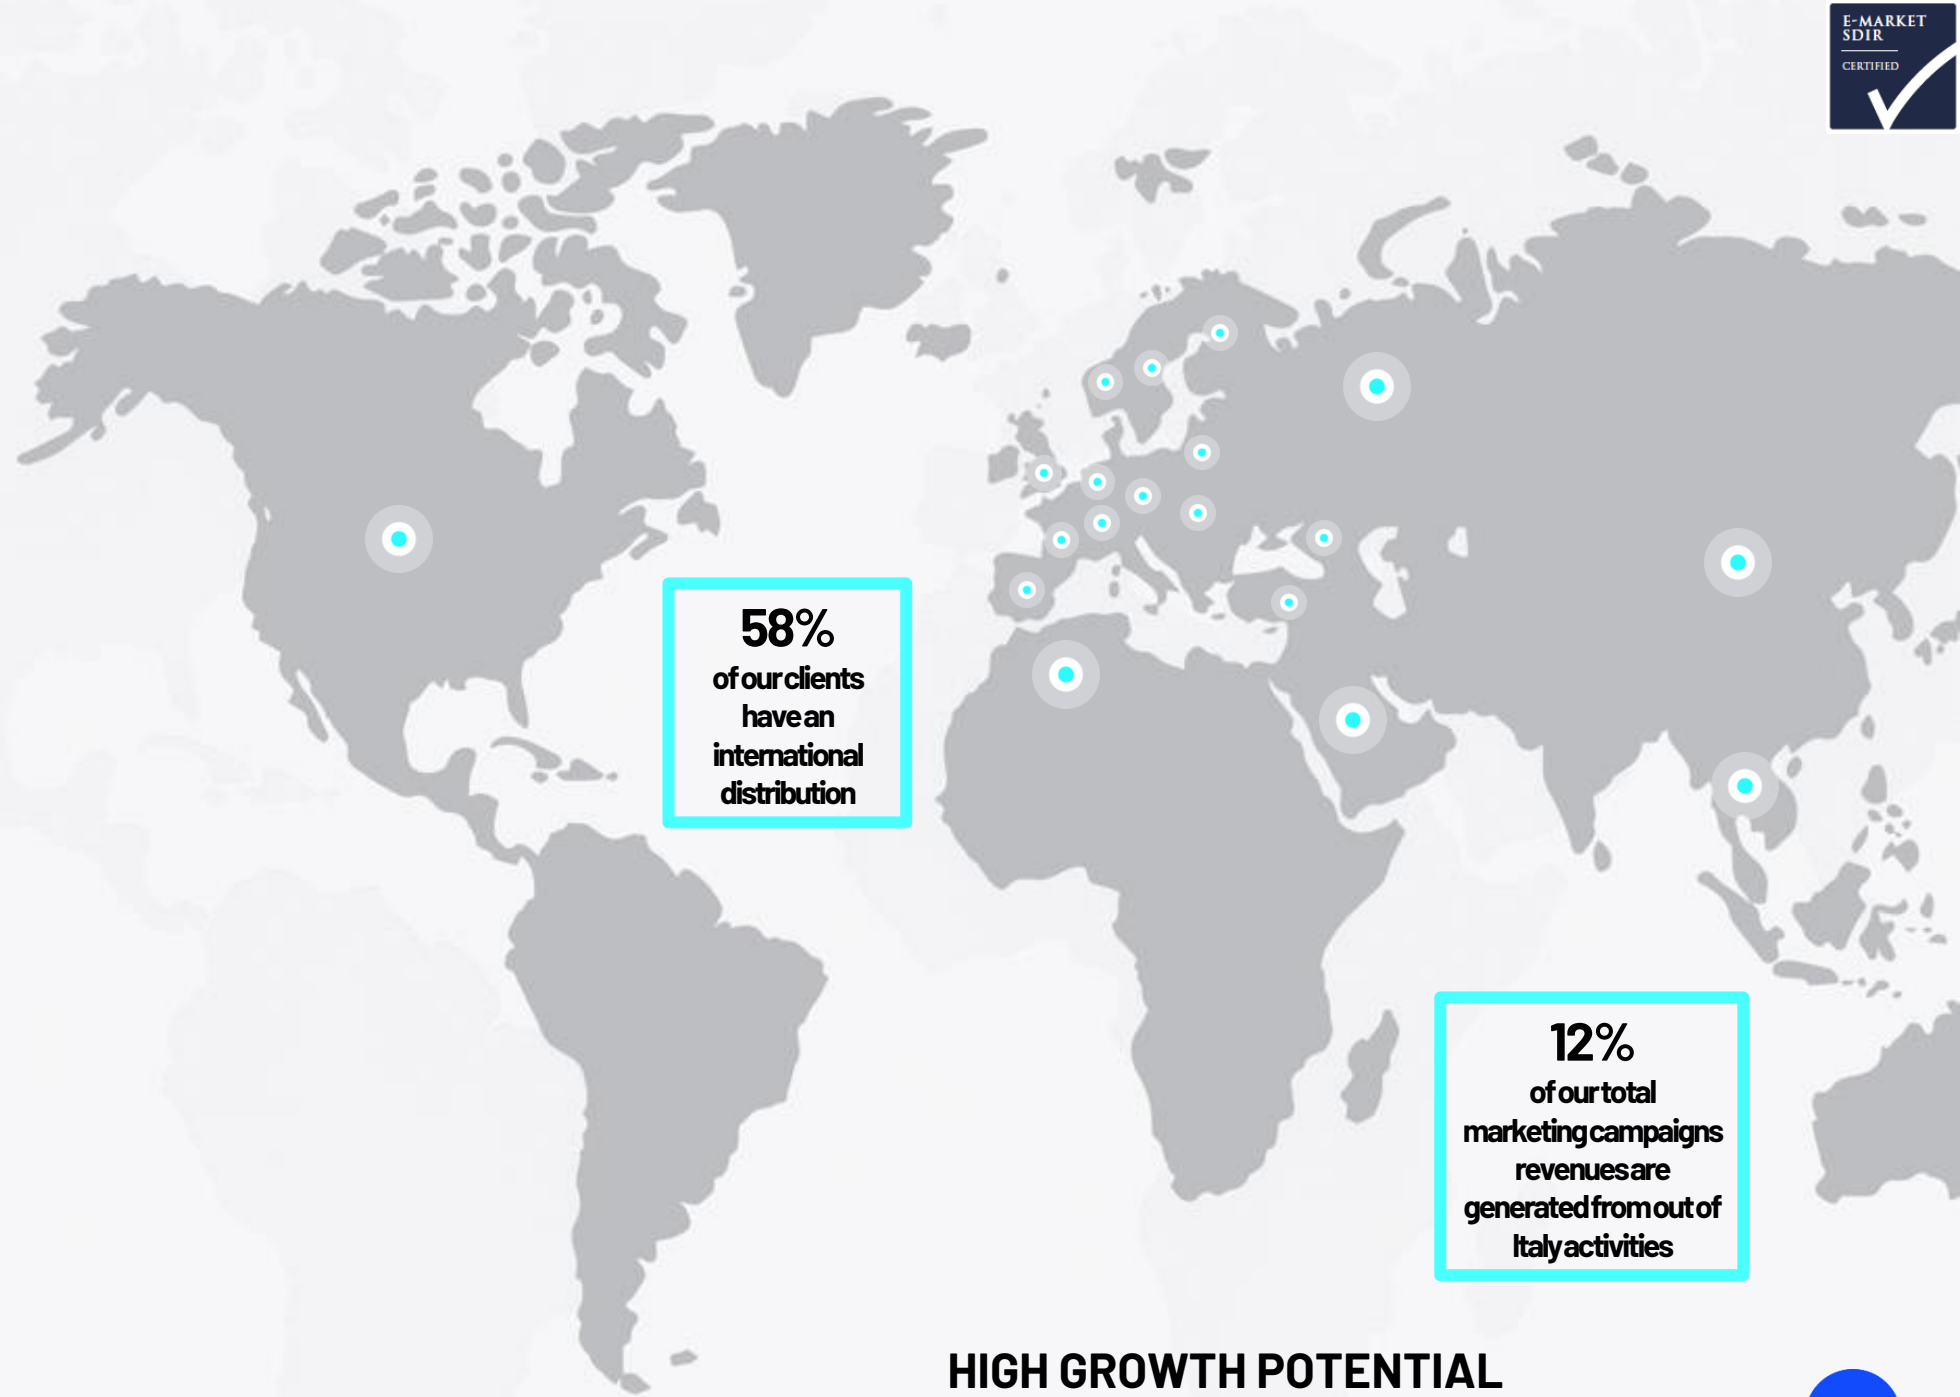 E-MARKET
SDIR
CERTIFIED
58%
of our clients
have an
international
distribution
12%
of our total
marketing campaigns
revenues are
generated from out of
Italy activities
HIGH GROWTH POTENTIAL